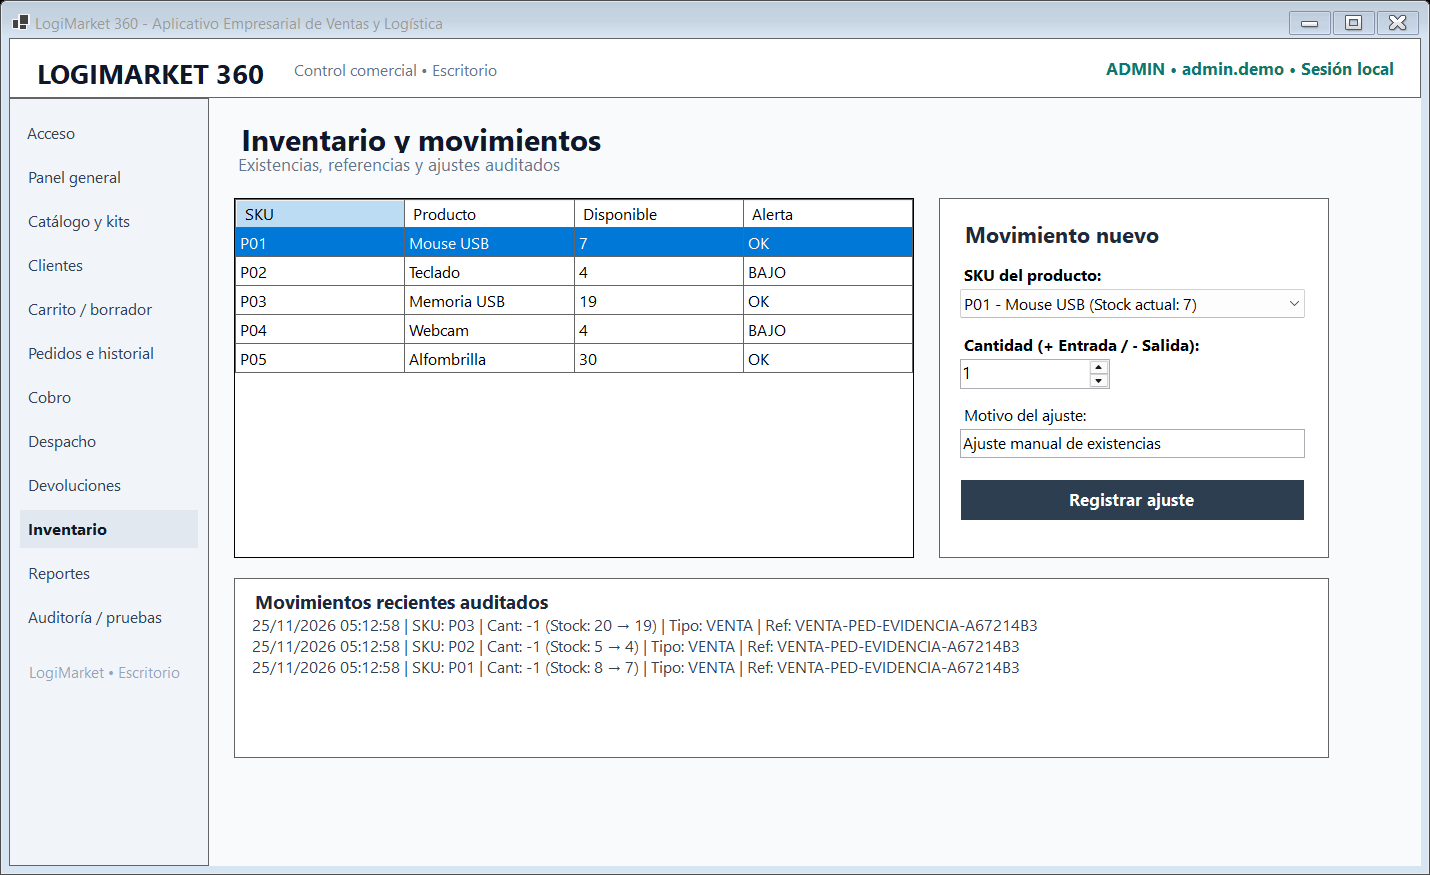 LogiMarket 360 - Aplicativo Empresarial de Ventas y Logística
LOGIMARKET 360
Control comercial • Escritorio
ADMIN • admin.demo • Sesión local
Acceso
Panel general
Catálogo y kits
Clientes
Carrito / borrador
Pedidos e historial
Cobro
Despacho
Devoluciones
Inventario
Reportes
Auditoría / pruebas
LogiMarket • Escritorio
Inventario y movimientos
Existencias, referencias y ajustes auditados
SKU Producto Disponible Alerta
P01 Mouse USB 7 OK
P02 Teclado 4 BAJO
P03 Memoria USB 19 OK
P04 Webcam 4 BAJO
P05 Alfombrilla 30 OK
Movimiento nuevo
SKU del producto:
P01 - Mouse USB (Stock actual: 7)
Cantidad (+ Entrada / - Salida):
1
Motivo del ajuste:
Ajuste manual de existencias
Registrar ajuste
Movimientos recientes auditados
25/11/2026 05:12:58 | SKU: P03 | Cant: -1 (Stock: 20 → 19) | Tipo: VENTA | Ref: VENTA-PED-EVIDENCIA-A67214B3
25/11/2026 05:12:58 | SKU: P02 | Cant: -1 (Stock: 5 → 4) | Tipo: VENTA | Ref: VENTA-PED-EVIDENCIA-A67214B3
25/11/2026 05:12:58 | SKU: P01 | Cant: -1 (Stock: 8 → 7) | Tipo: VENTA | Ref: VENTA-PED-EVIDENCIA-A67214B3